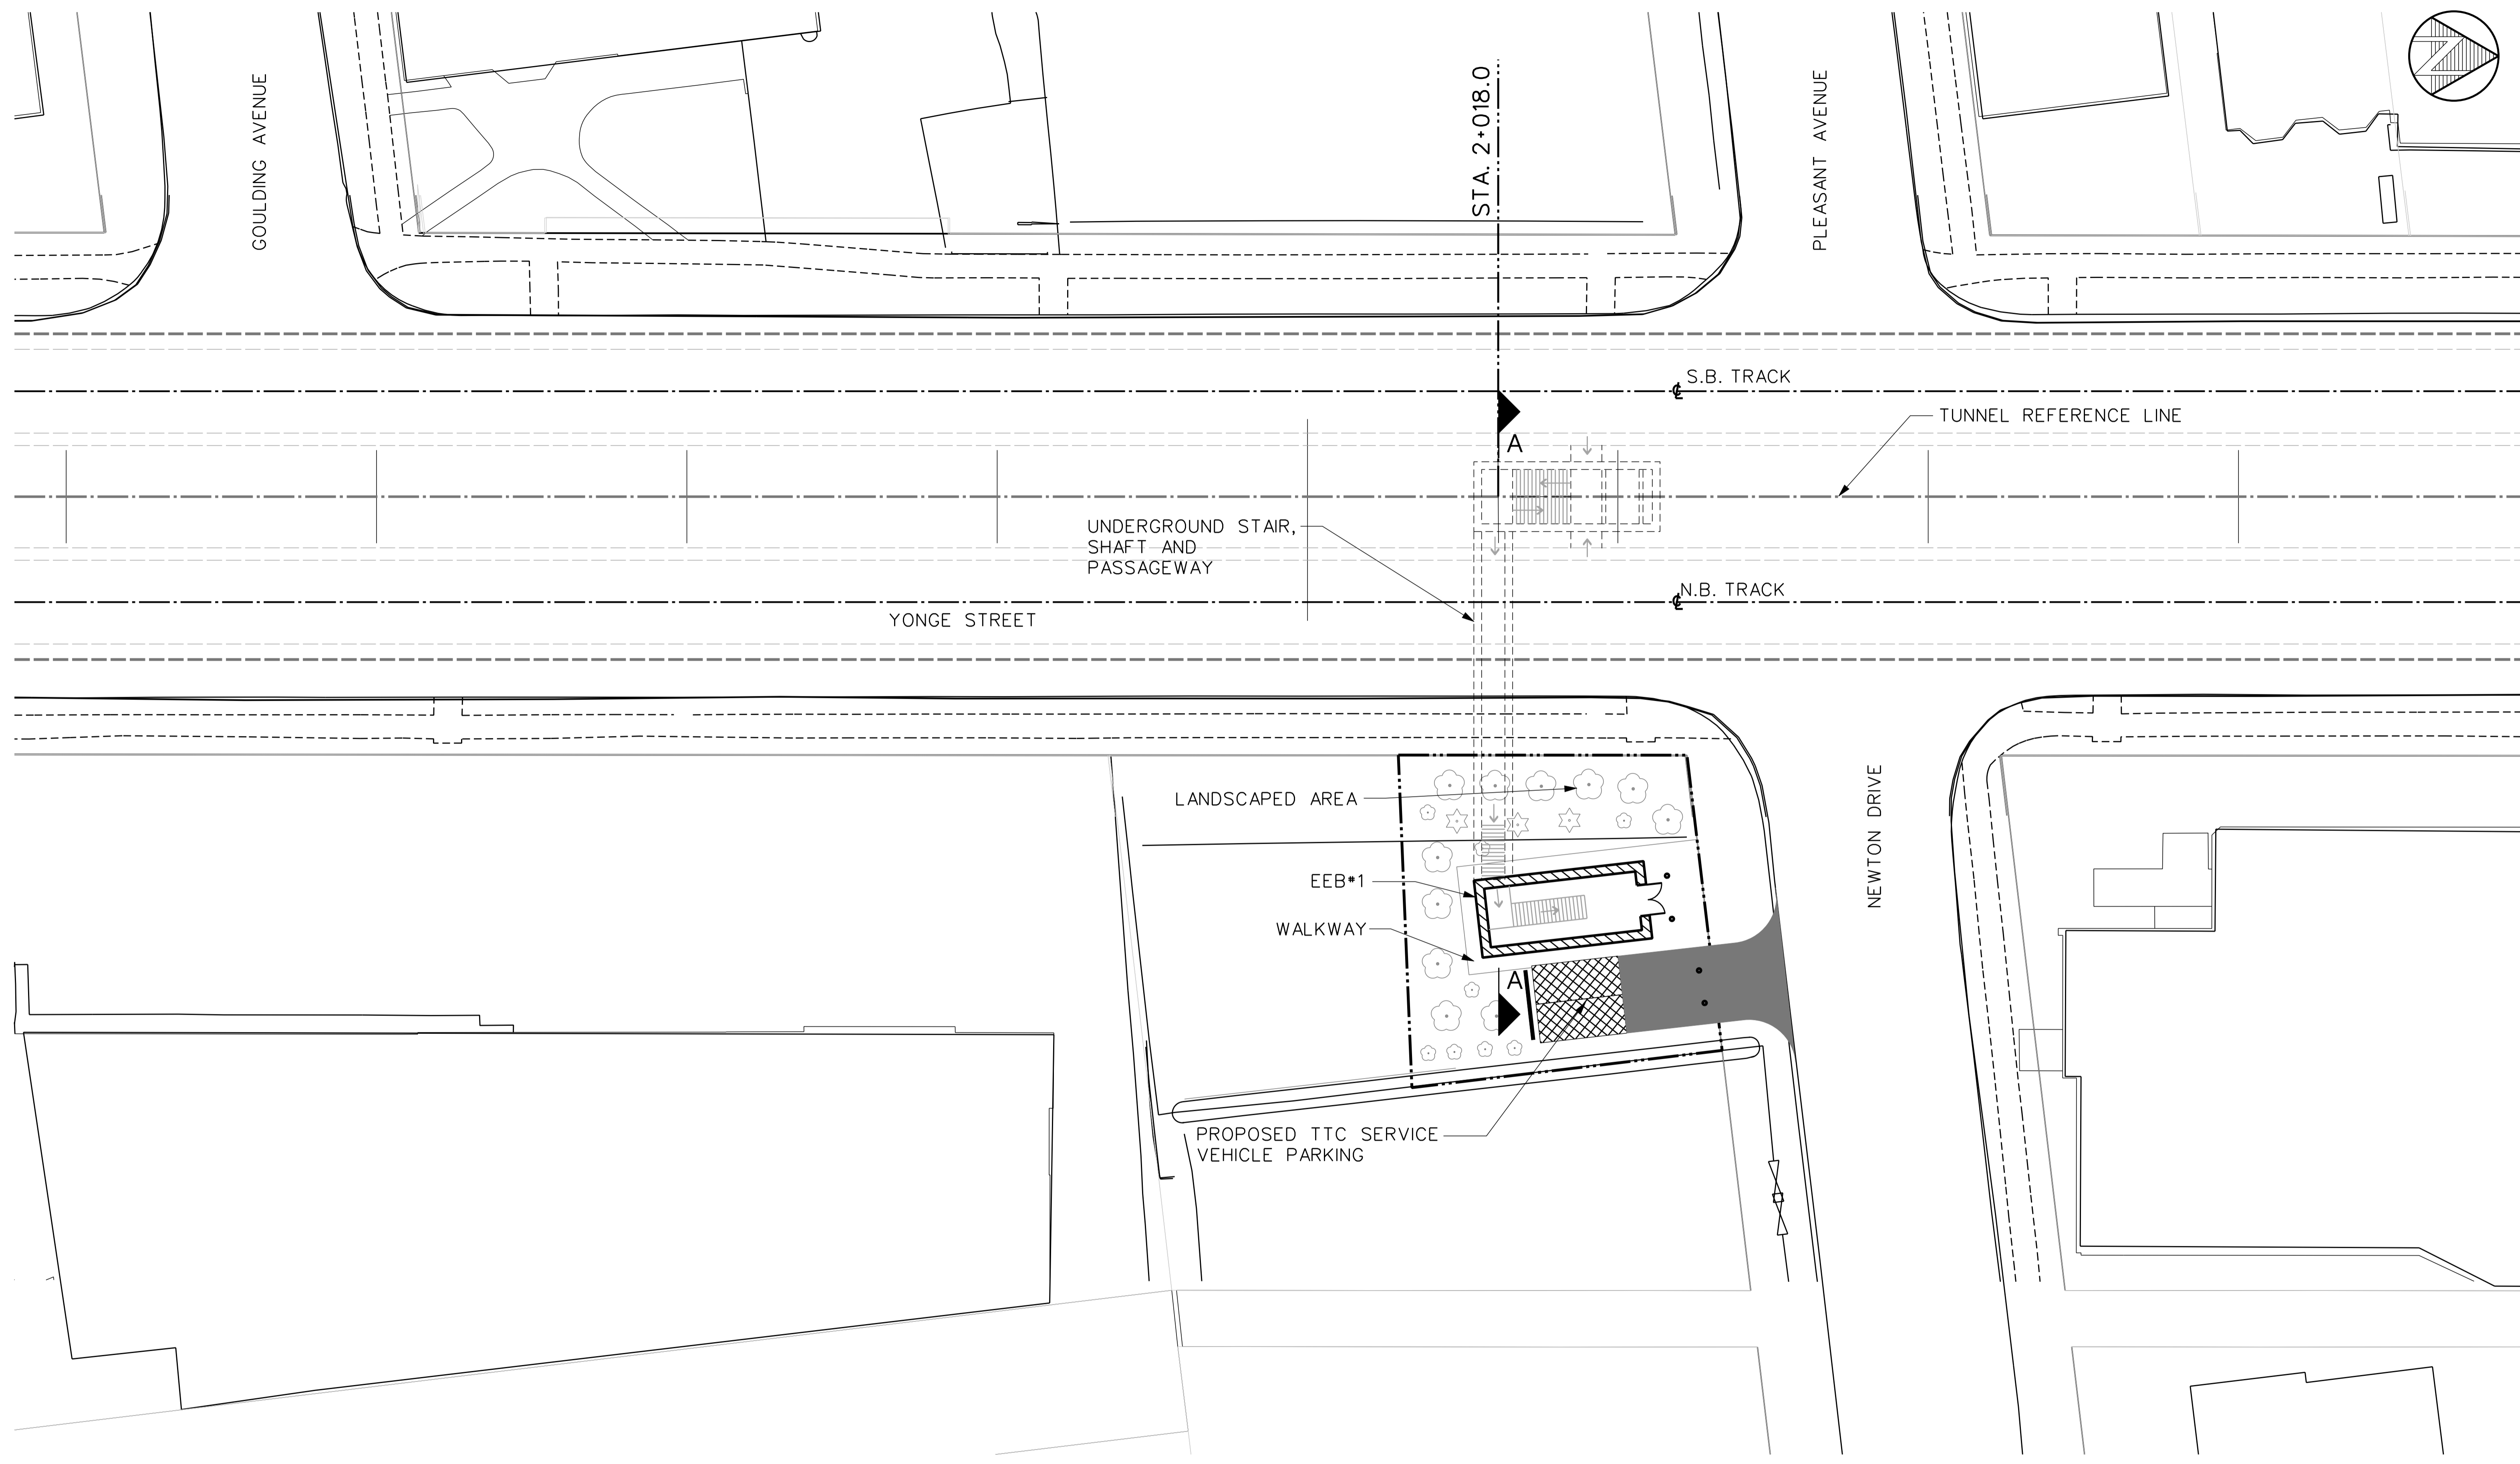 GOULDING AVENUE
STA. 2+018.0
PLEASANT AVENUE
N
℄ S.B. TRACK
TUNNEL REFERENCE LINE
A
UNDERGROUND STAIR,
SHAFT AND
PASSAGEWAY
℄ N.B. TRACK
YONGE STREET
LANDSCAPED AREA
NEWTON DRIVE
EEB#1
WALKWAY
A
PROPOSED TTC SERVICE
VEHICLE PARKING